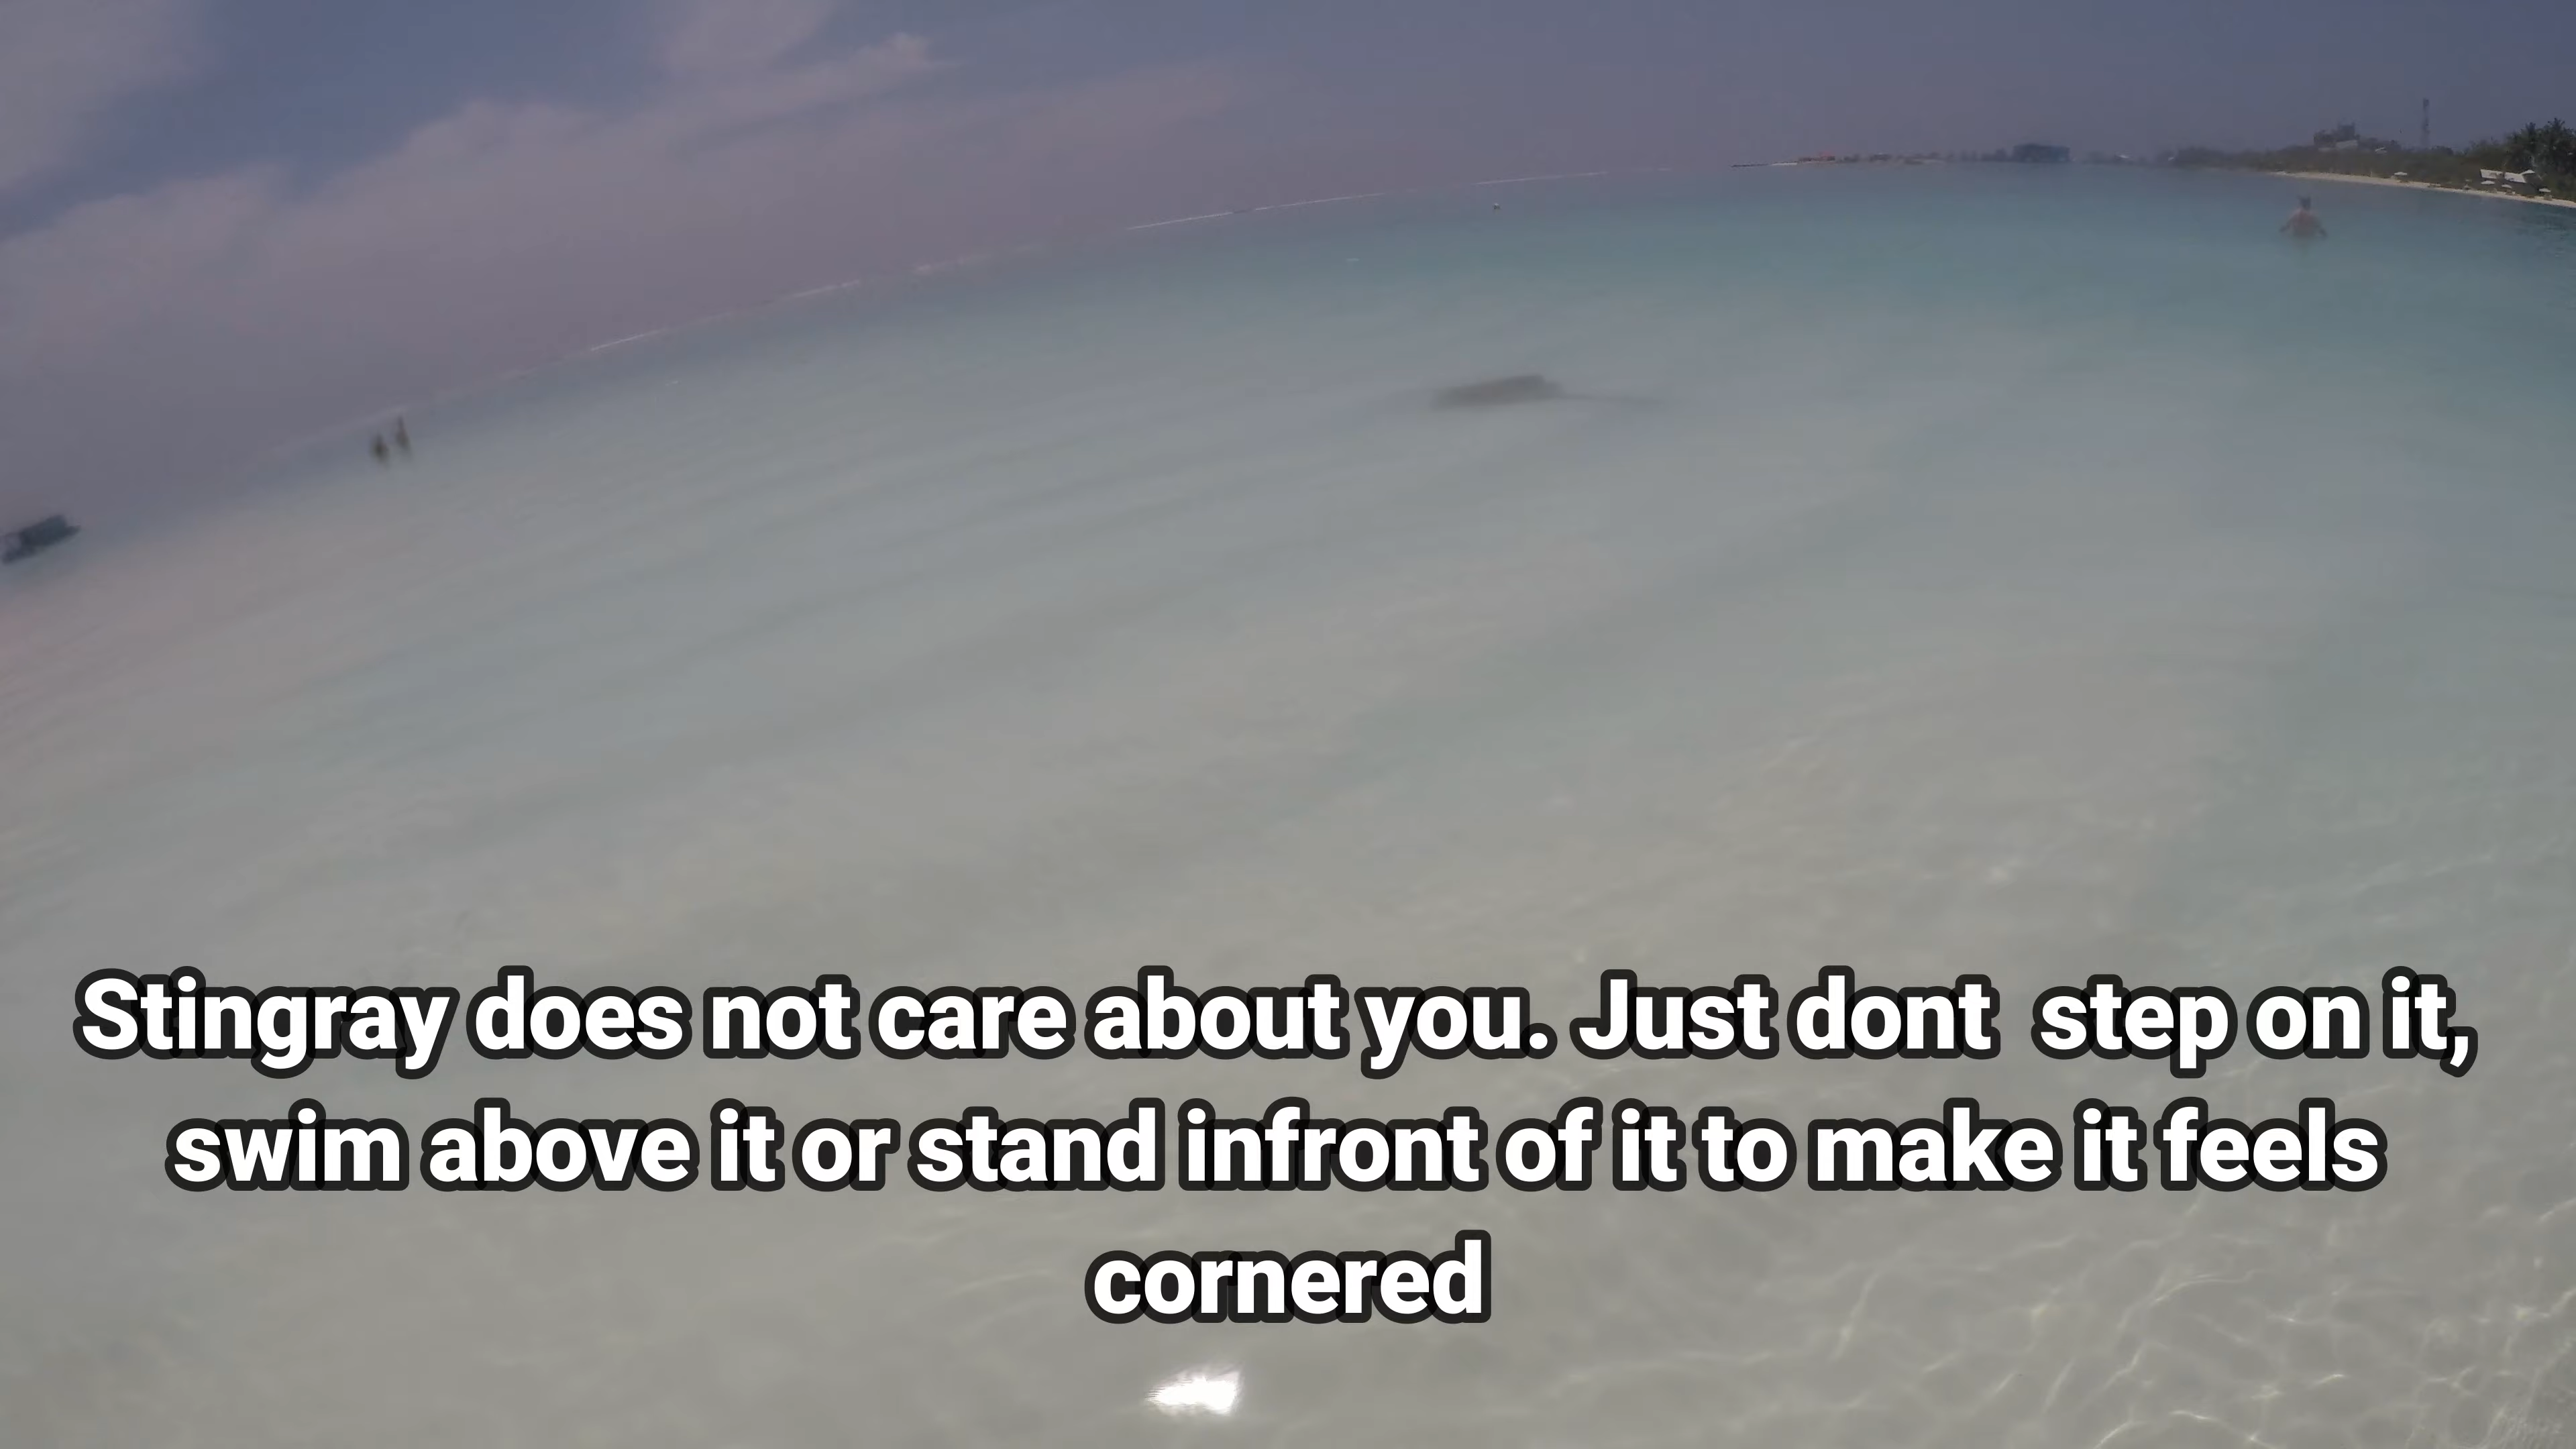 Stingray does not care about you. Just dont  step on it,
swim above it or stand infront of it to make it feels
cornered